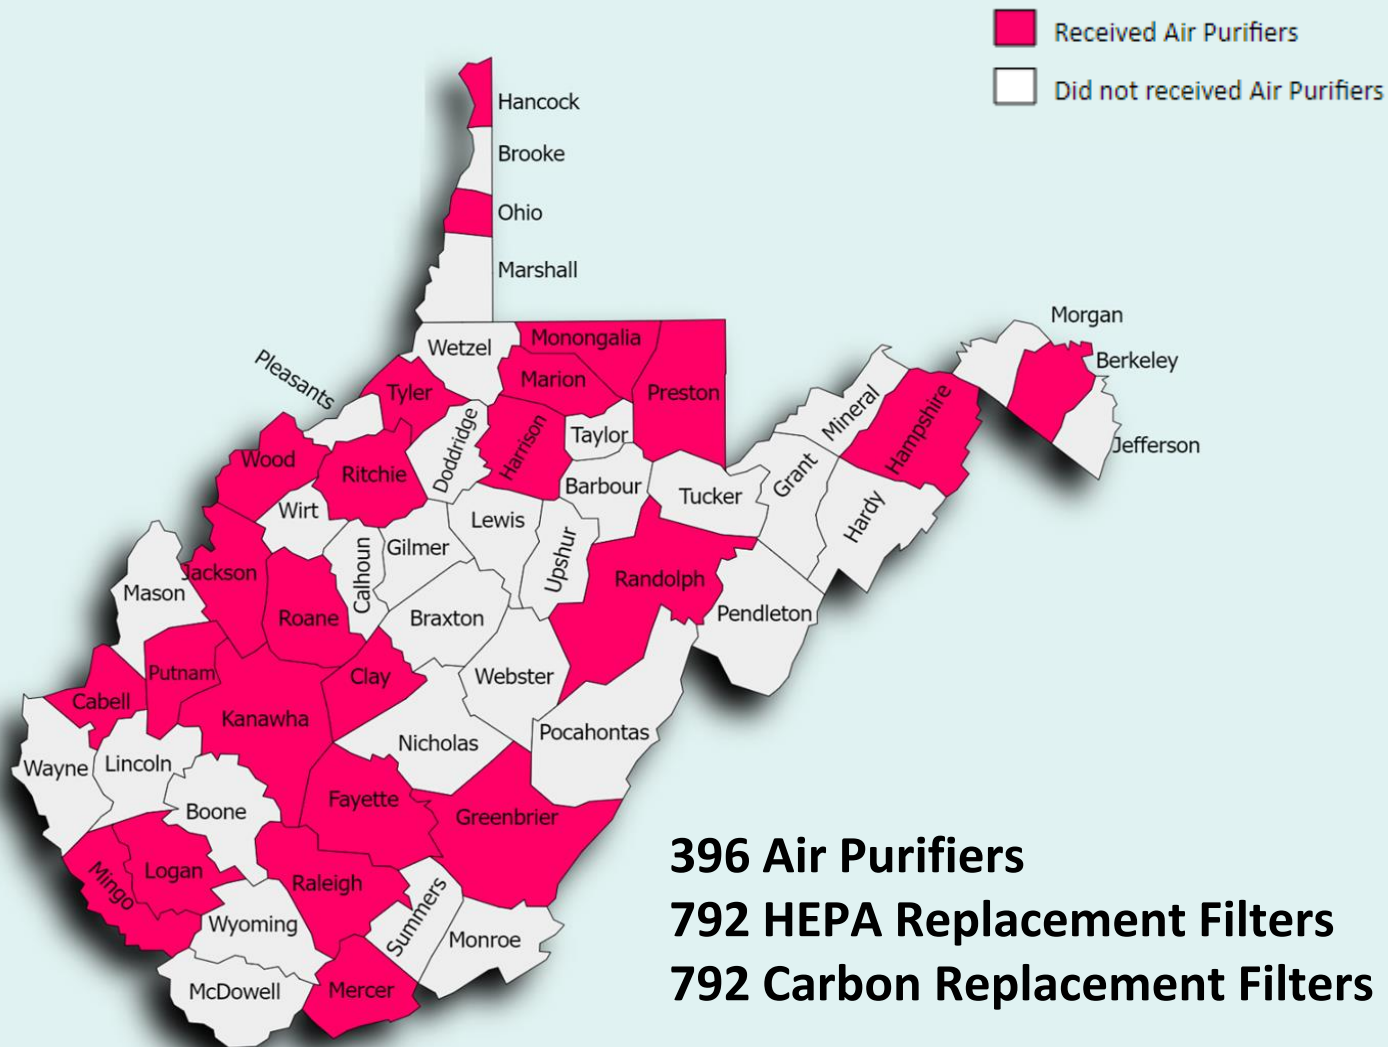 Received Air Purifiers
Did not received Air Purifiers
Hancock
Brooke
Ohio
Marshall
Morgan
Wetzel
Monongalia
Pleasants
Berkeley
Marion
Tyler
Preston
Mineral
Hampshire
Taylor
Doddridge
Harrison
Jefferson
Wood
Ritchie
Grant
Barbour
Tucker
Wirt
Lewis
Hardy
Gilmer
Upshur
Jackson
Calhoun
Randolph
Mason
Roane
Braxton
Pendleton
Putnam
Clay
Webster
Cabell
Kanawha
Pocahontas
Nicholas
Wayne
Lincoln
Fayette
Boone
Greenbrier
396 Air Purifiers
Logan
Mingo
Raleigh
792 HEPA Replacement Filters
Summers
Wyoming
Monroe
McDowell
Mercer
792 Carbon Replacement Filters